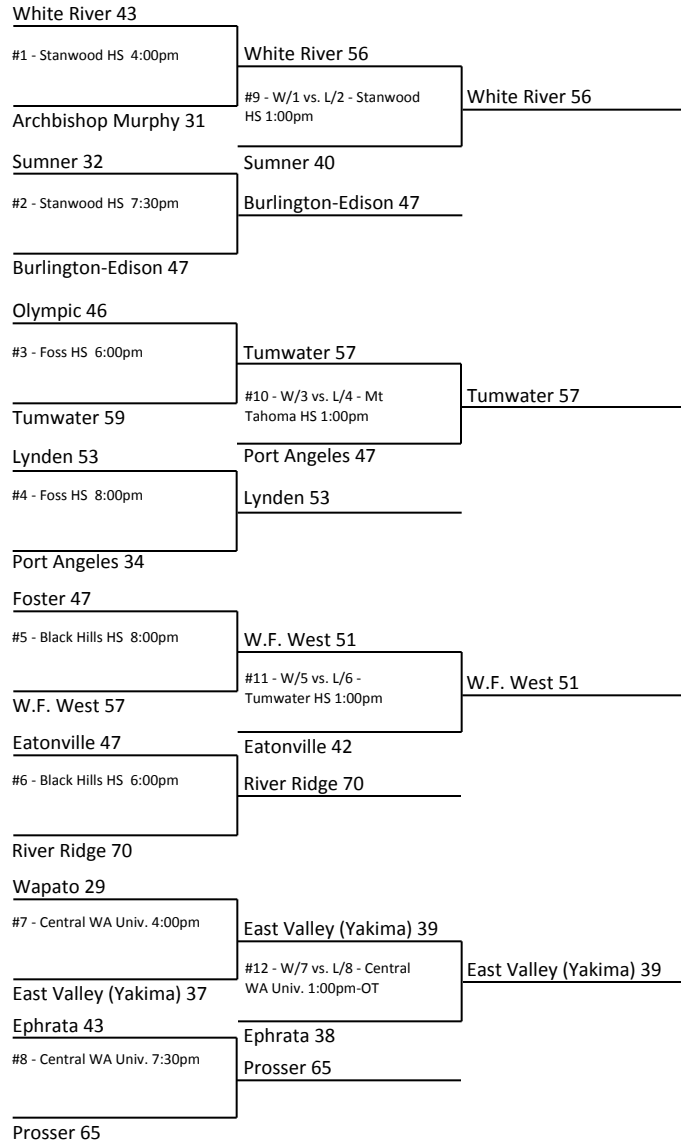 White River 43
#1 - Stanwood HS  4:00pm
White River 56
#9 - W/1 vs. L/2 - Stanwood
HS 1:00pm
White River 56
Archbishop Murphy 31
Sumner 32
Sumner 40
#2 - Stanwood HS  7:30pm
Burlington-Edison 47
Burlington-Edison 47
Olympic 46
#3 - Foss HS  6:00pm
Tumwater 57
#10 - W/3 vs. L/4 - Mt
Tahoma HS 1:00pm
Tumwater 57
Tumwater 59
Lynden 53
Port Angeles 47
#4 - Foss HS  8:00pm
Lynden 53
Port Angeles 34
Foster 47
#5 - Black Hills HS  8:00pm
W.F. West 51
#11 - W/5 vs. L/6 -
Tumwater HS 1:00pm
W.F. West 51
W.F. West 57
Eatonville 47
Eatonville 42
#6 - Black Hills HS  6:00pm
River Ridge 70
River Ridge 70
Wapato 29
#7 - Central WA Univ. 4:00pm
East Valley (Yakima) 39
#12 - W/7 vs. L/8 - Central
WA Univ. 1:00pm-OT
East Valley (Yakima) 39
East Valley (Yakima) 37
Ephrata 43
Ephrata 38
#8 - Central WA Univ. 7:30pm
Prosser 65
Prosser 65